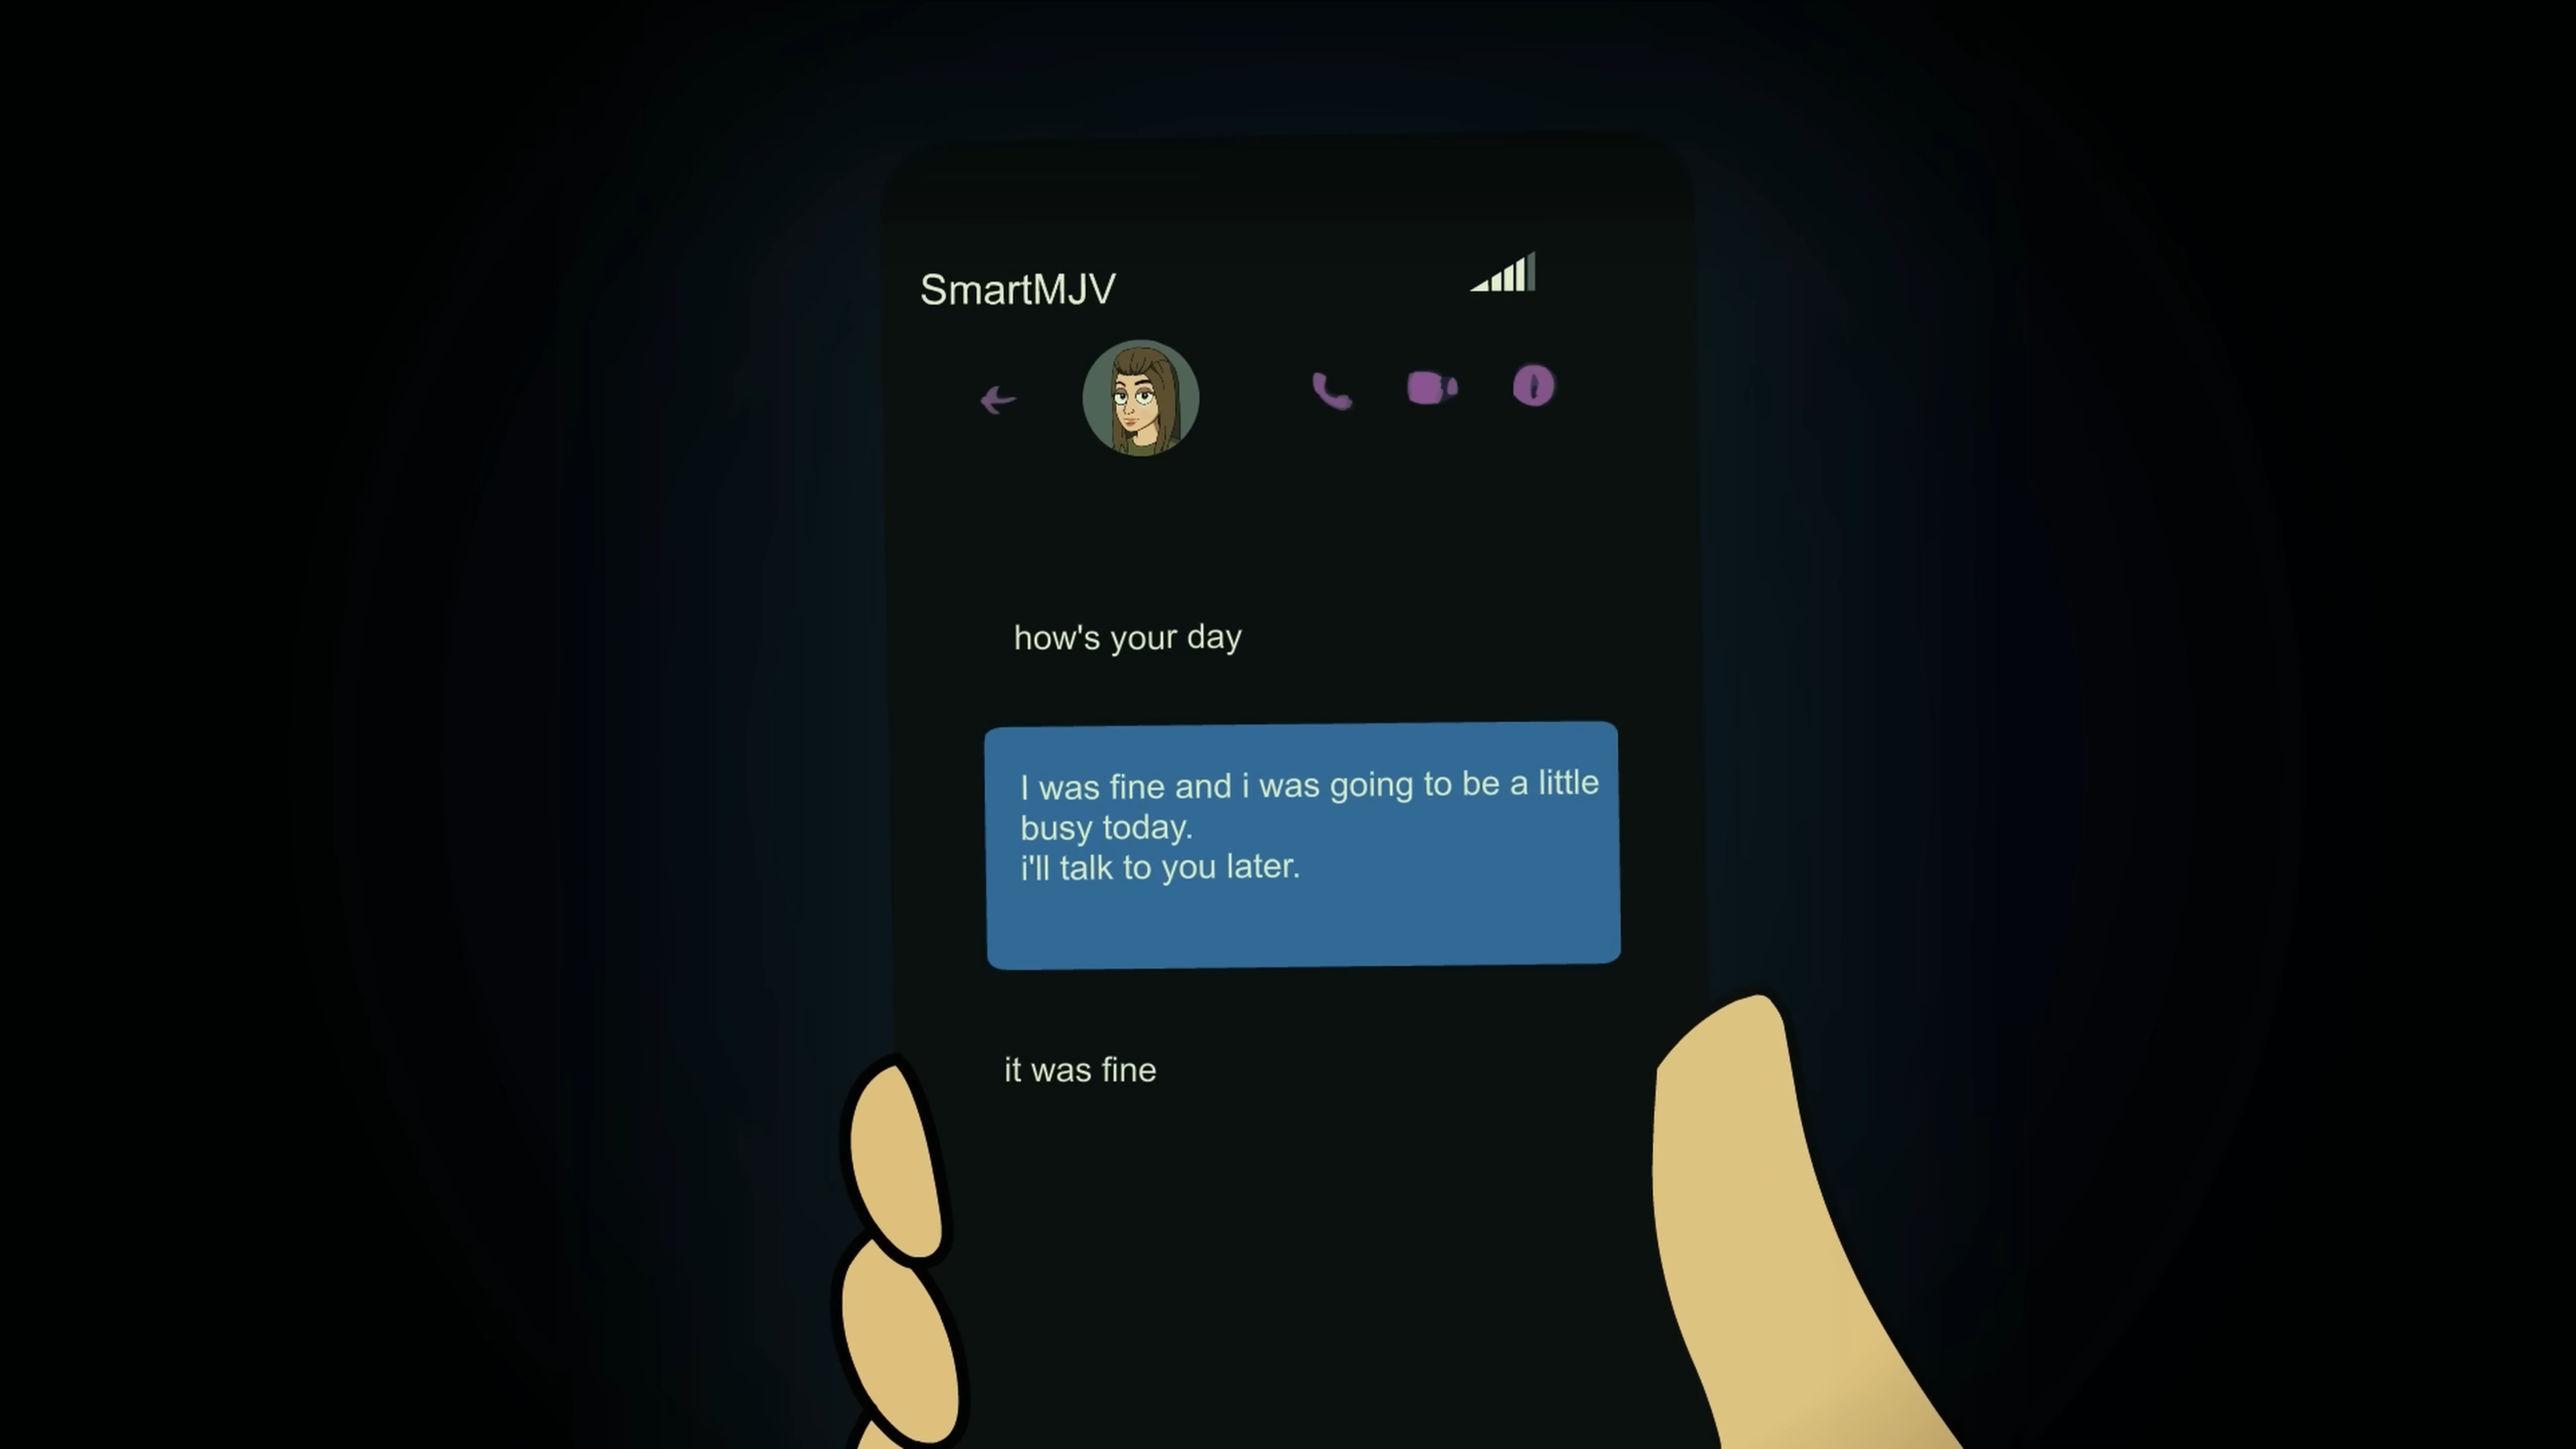 SmartMJV
how's your day
I was fine and i was going to be a little
busy today.
i'll talk to you later.
it was fine